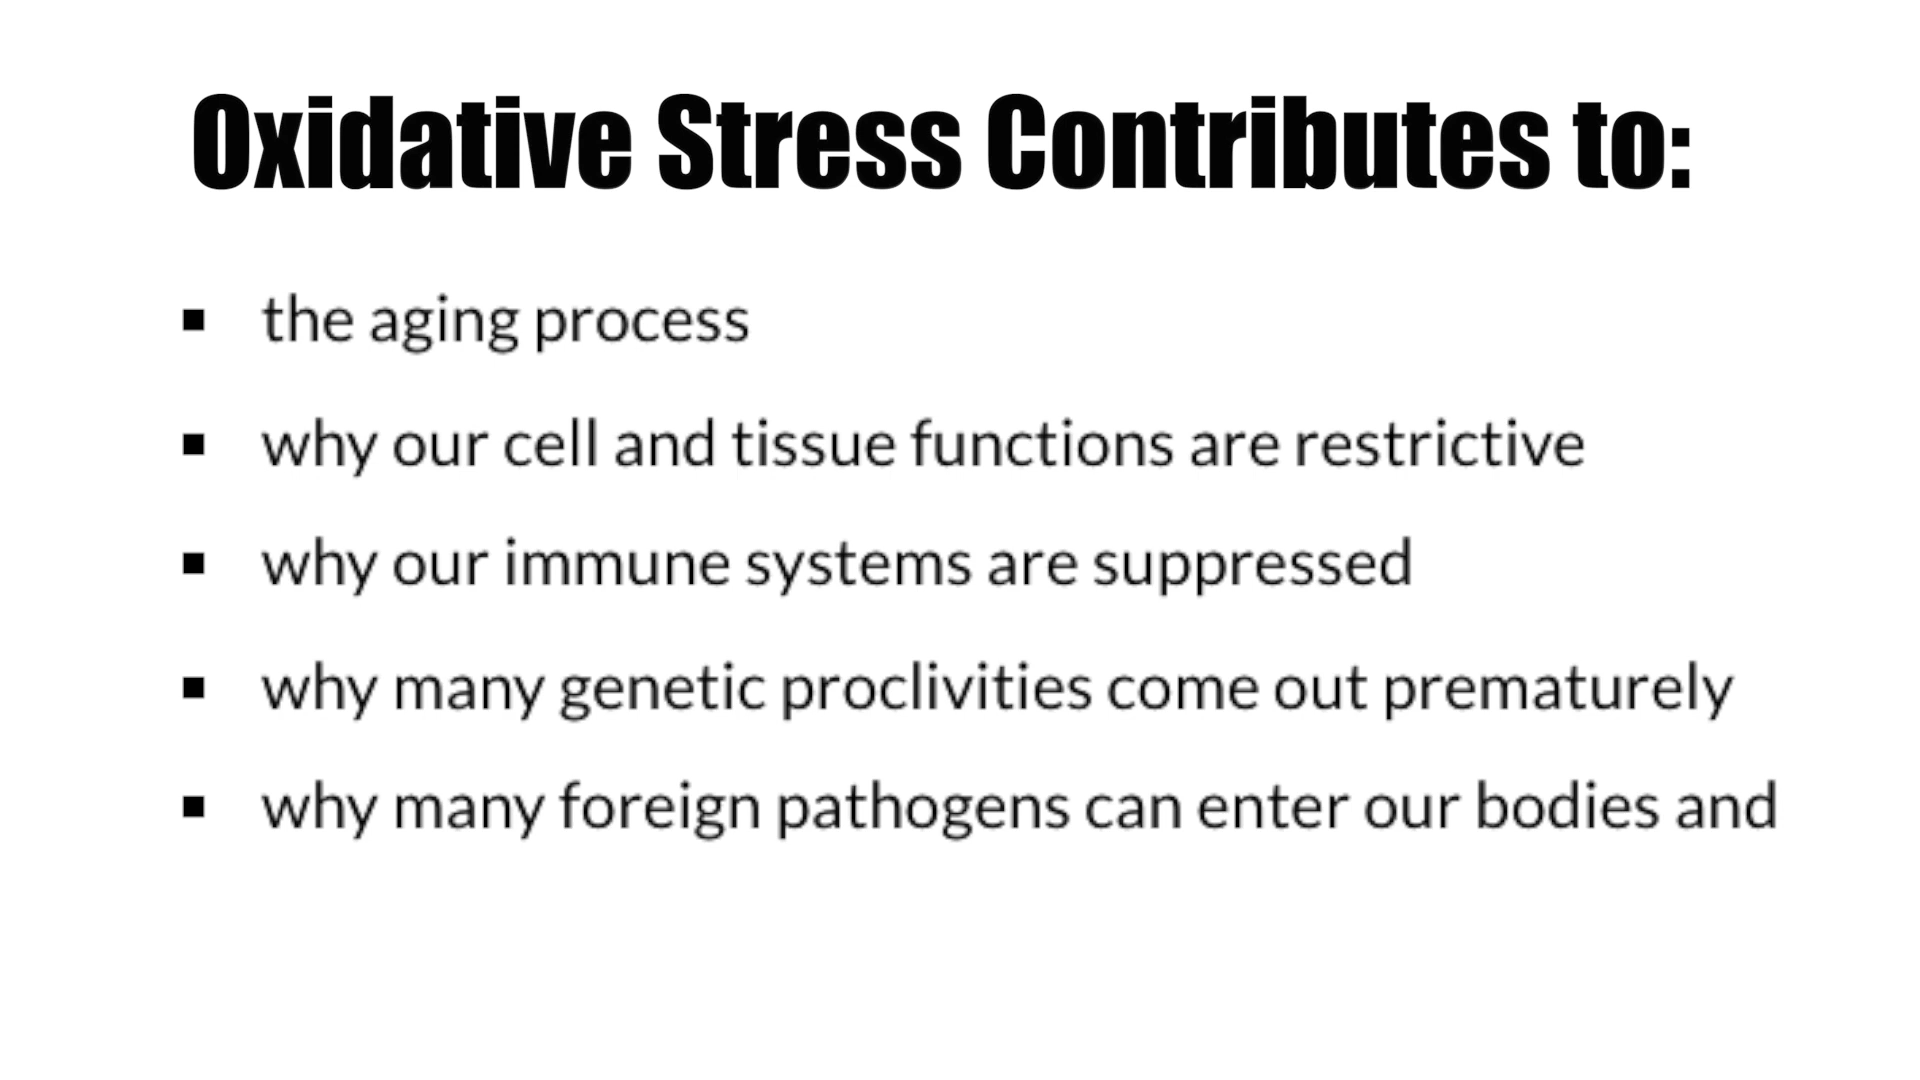 Oxidative Stress Contributes to:
▪ the aging process
▪ why our cell and tissue functions are restrictive
▪ why our immune systems are suppressed
▪ why many genetic proclivities come out prematurely
▪ why many foreign pathogens can enter our bodies and